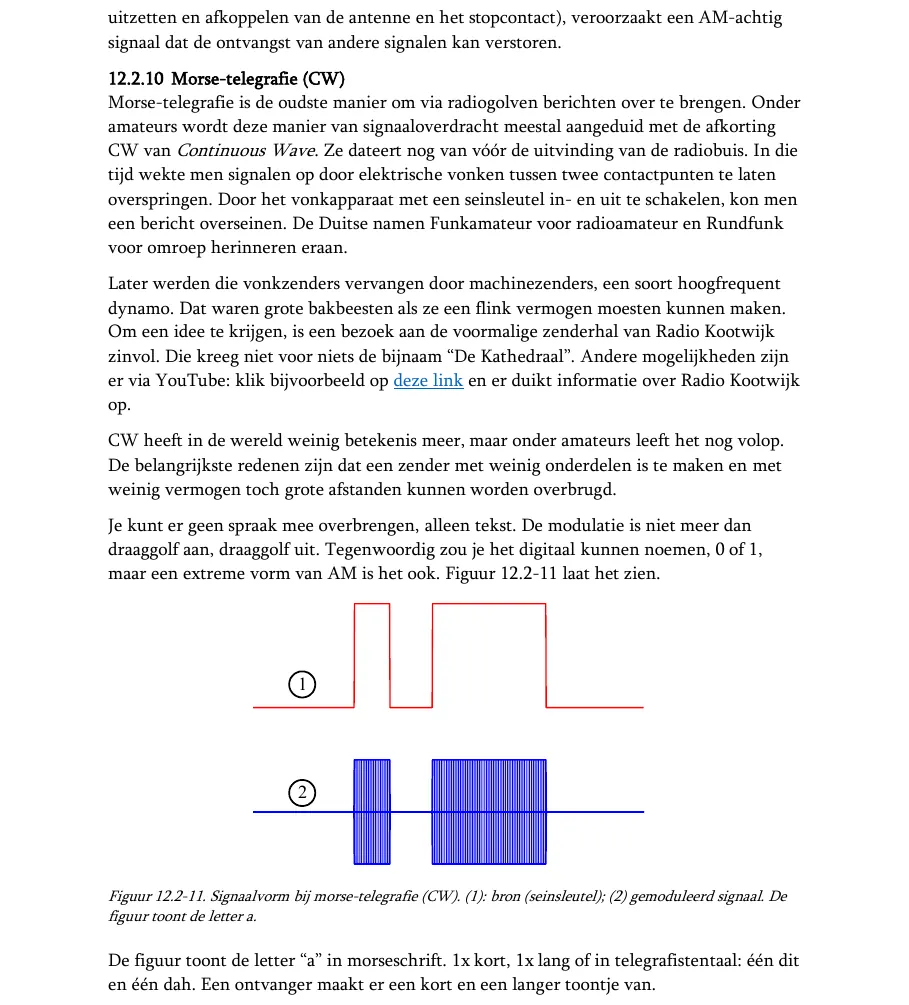 uitzetten en afkoppelen van de antenne en het stopcontact), veroorzaakt een AM-achtig
signaal dat de ontvangst van andere signalen kan verstoren.
12.2.10 Morse-telegrafie (CW)
Morse-telegrafie is de oudste manier om via radiogolven berichten over te brengen. Onder
amateurs wordt deze manier van signaaloverdracht meestal aangeduid met de afkorting
CW van Continuous Wave. Ze dateert nog van vóór de uitvinding van de radiobuis. In die
tijd wekte men signalen op door elektrische vonken tussen twee contactpunten te laten
overspringen. Door het vonkapparaat met een seinsleutel in- en uit te schakelen, kon men
een bericht overseinen. De Duitse namen Funkamateur voor radioamateur en Rundfunk
voor omroep herinneren eraan.
Later werden die vonkzenders vervangen door machinezenders, een soort hoogfrequent
dynamo. Dat waren grote bakbeesten als ze een flink vermogen moesten kunnen maken.
Om een idee te krijgen, is een bezoek aan de voormalige zenderhal van Radio Kootwijk
zinvol. Die kreeg niet voor niets de bijnaam “De Kathedraal”. Andere mogelijkheden zijn
er via YouTube: klik bijvoorbeeld op deze link en er duikt informatie over Radio Kootwijk
op.
CW heeft in de wereld weinig betekenis meer, maar onder amateurs leeft het nog volop.
De belangrijkste redenen zijn dat een zender met weinig onderdelen is te maken en met
weinig vermogen toch grote afstanden kunnen worden overbrugd.
Je kunt er geen spraak mee overbrengen, alleen tekst. De modulatie is niet meer dan
draaggolf aan, draaggolf uit. Tegenwoordig zou je het digitaal kunnen noemen, 0 of 1,
maar een extreme vorm van AM is het ook. Figuur 12.2-11 laat het zien.
1
2
Figuur 12.2-11. Signaalvorm bij morse-telegrafie (CW). (1): bron (seinsleutel); (2) gemoduleerd signaal. De
figuur toont de letter a.
De figuur toont de letter “a” in morseschrift. 1x kort, 1x lang of in telegrafistentaal: één dit
en één dah. Een ontvanger maakt er een kort en een langer toontje van.